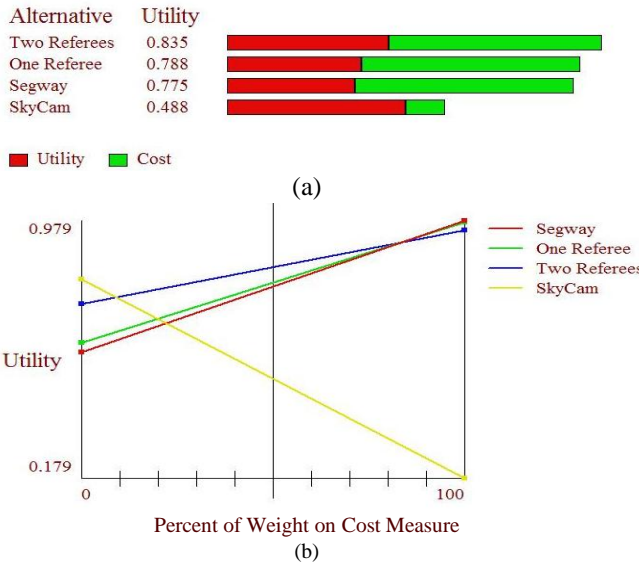 Alternative Utility
Two Referees 0.835
One Referee 0.788
Segway 0.775
SkyCam 0.488
Utility Cost
(a)
0.979
Segway
One Referee
Two Referees
SkyCam
Utility
0.179
0 100
Percent of Weight on Cost Measure
(b)